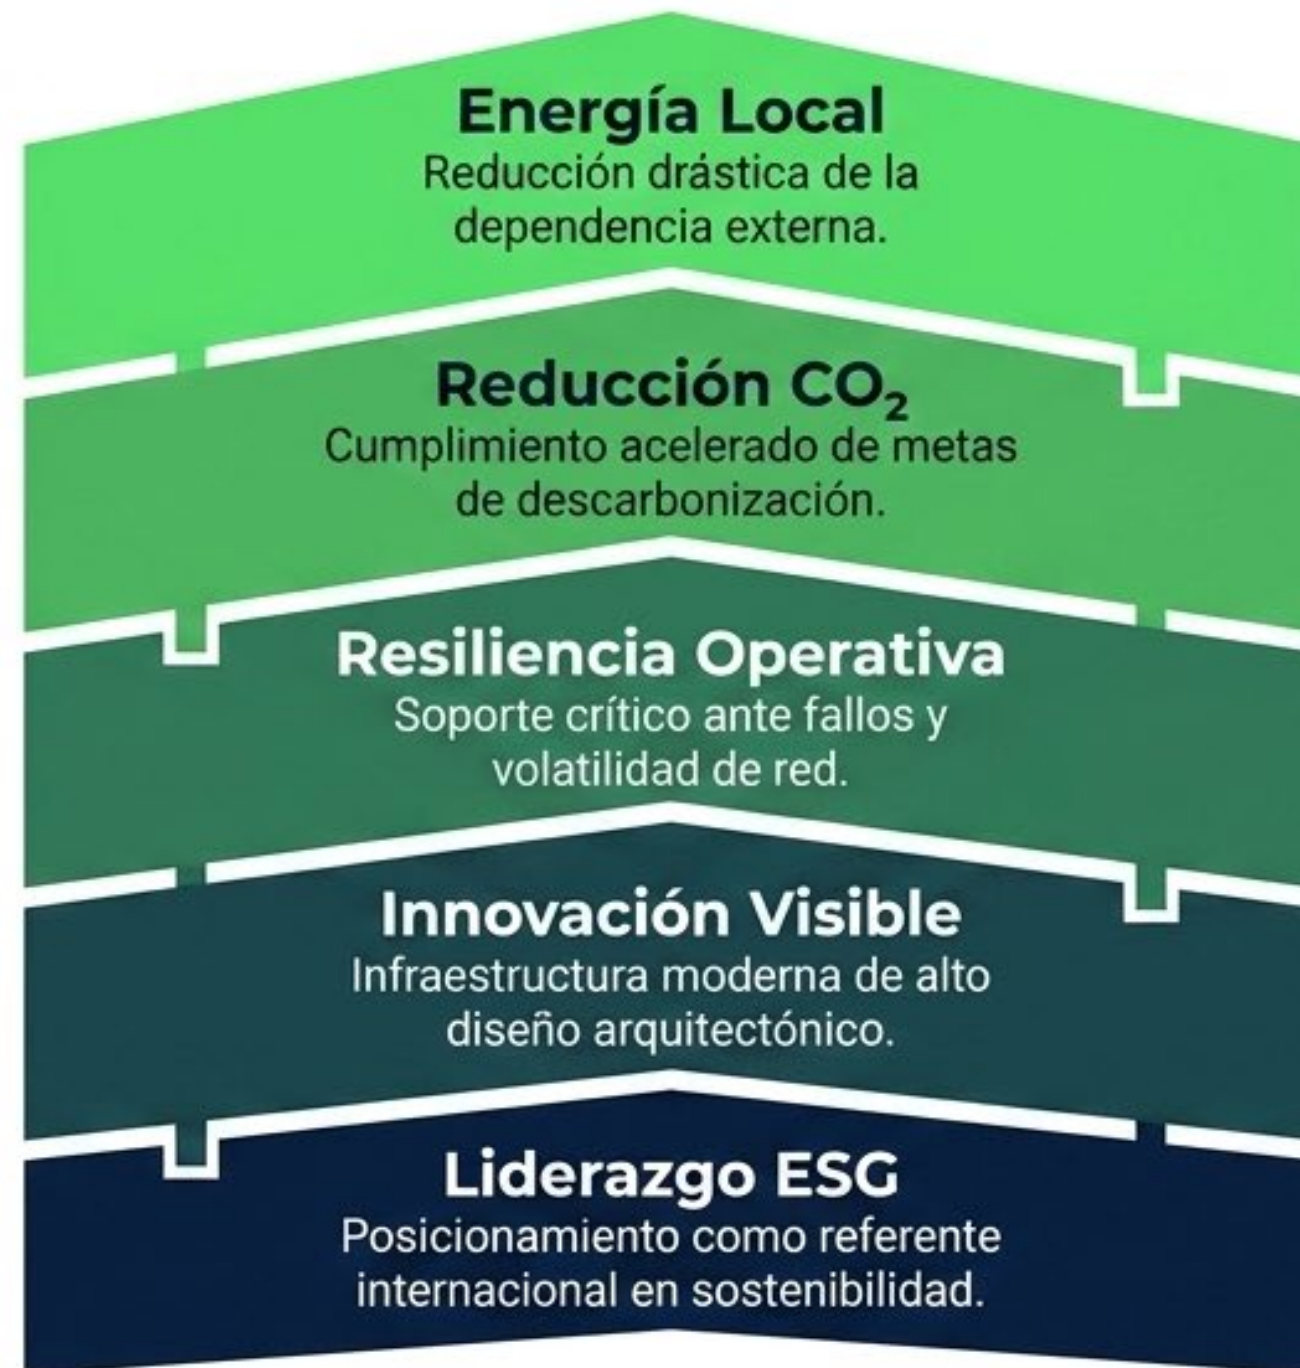 Energía Local
Reducción drástica de la
dependencia externa.
Reducción CO₂
Cumplimiento acelerado de metas
de descarbonización.
Resiliencia Operativa
Soporte crítico ante fallos y
volatilidad de red.
Innovación Visible
Infraestructura moderna de alto
diseño arquitectónico.
Liderazgo ESG
Posicionamiento como referente
internacional en sostenibilidad.